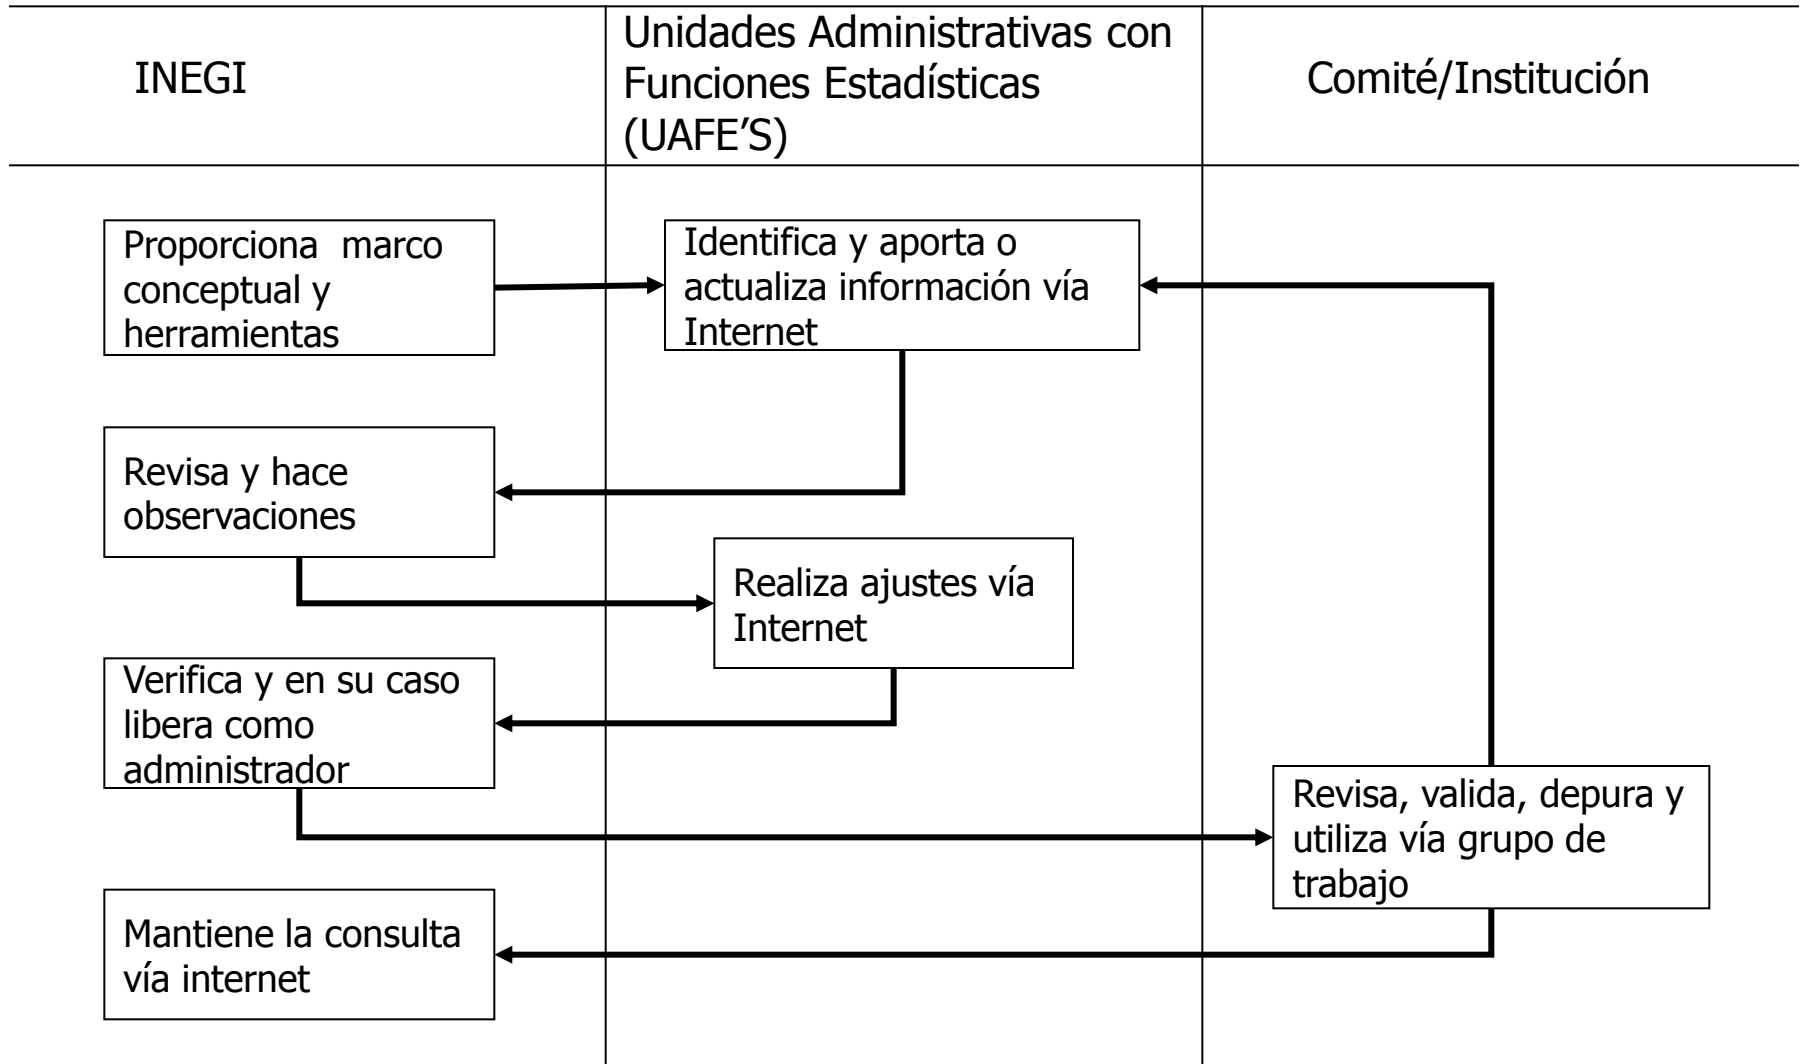 INEGI
Unidades Administrativas con
Funciones Estadísticas
(UAFE’S)
Comité/Institución
Proporciona marco
conceptual y
herramientas
Identifica y aporta o
actualiza información vía
Internet
Revisa y hace
observaciones
Realiza ajustes vía
Internet
Verifica y en su caso
libera como
administrador
Revisa, valida, depura y
utiliza vía grupo de
trabajo
Mantiene la consulta
vía internet